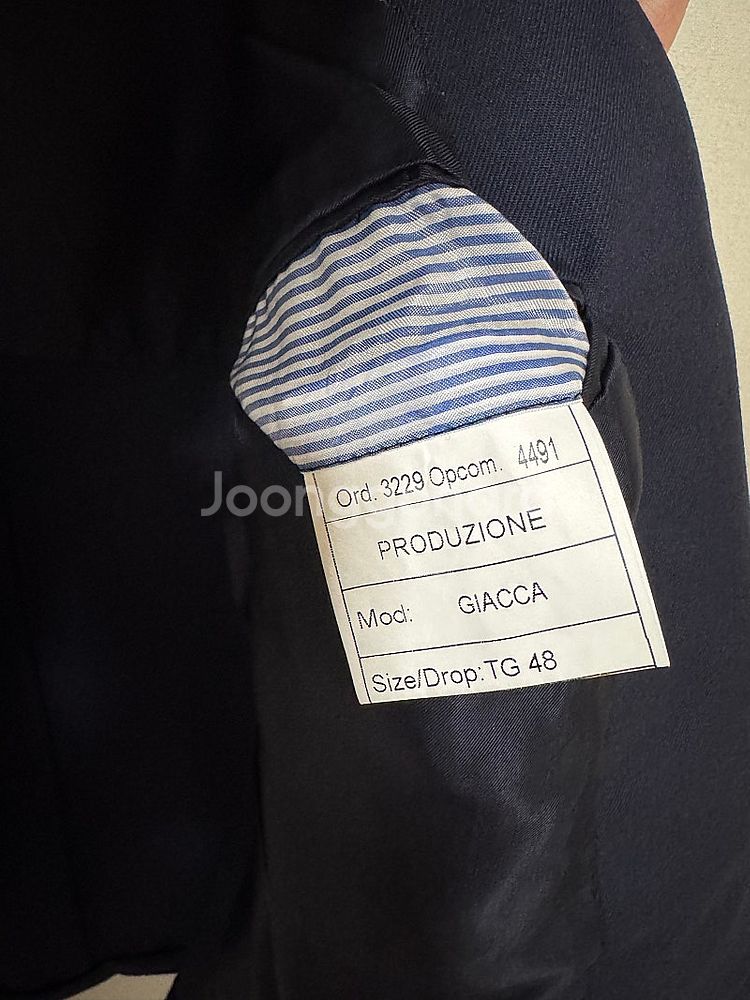 Ord. 3229 Opcom. 4491
PRODUZIONE
Mod: GIACCA
Size/Drop:TG 48